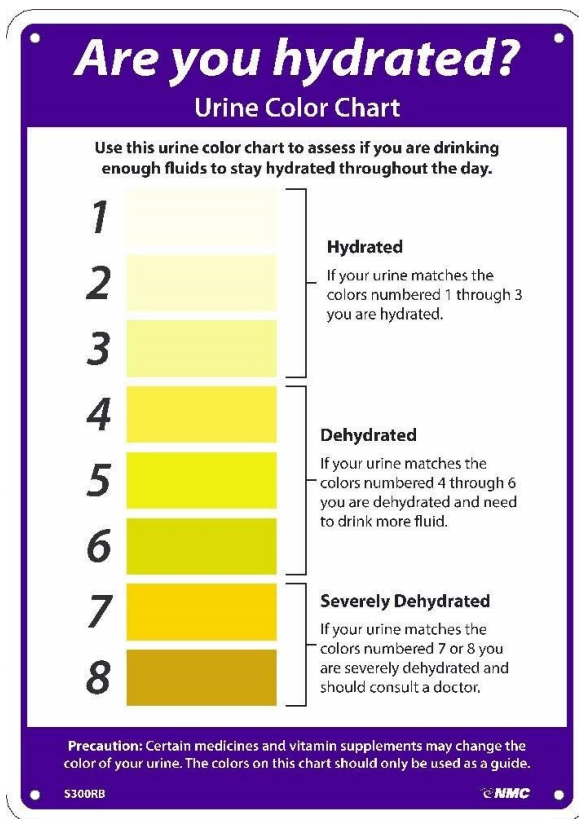 Are you hydrated?
Urine Color Chart
Use this urine color chart to assess if you are drinking
enough fluids to stay hydrated throughout the day.
1
2
3
Hydrated
If your urine matches the
colors numbered 1 through 3
you are hydrated.
4
5
6
Dehydrated
If your urine matches the
colors numbered 4 through 6
you are dehydrated and need
to drink more fluid.
7
8
Severely Dehydrated
If your urine matches the
colors numbered 7 or 8 you
are severely dehydrated and
should consult a doctor.
Precaution: Certain medicines and vitamin supplements may change the
color of your urine. The colors on this chart should only be used as a guide.
S300RB
NMC